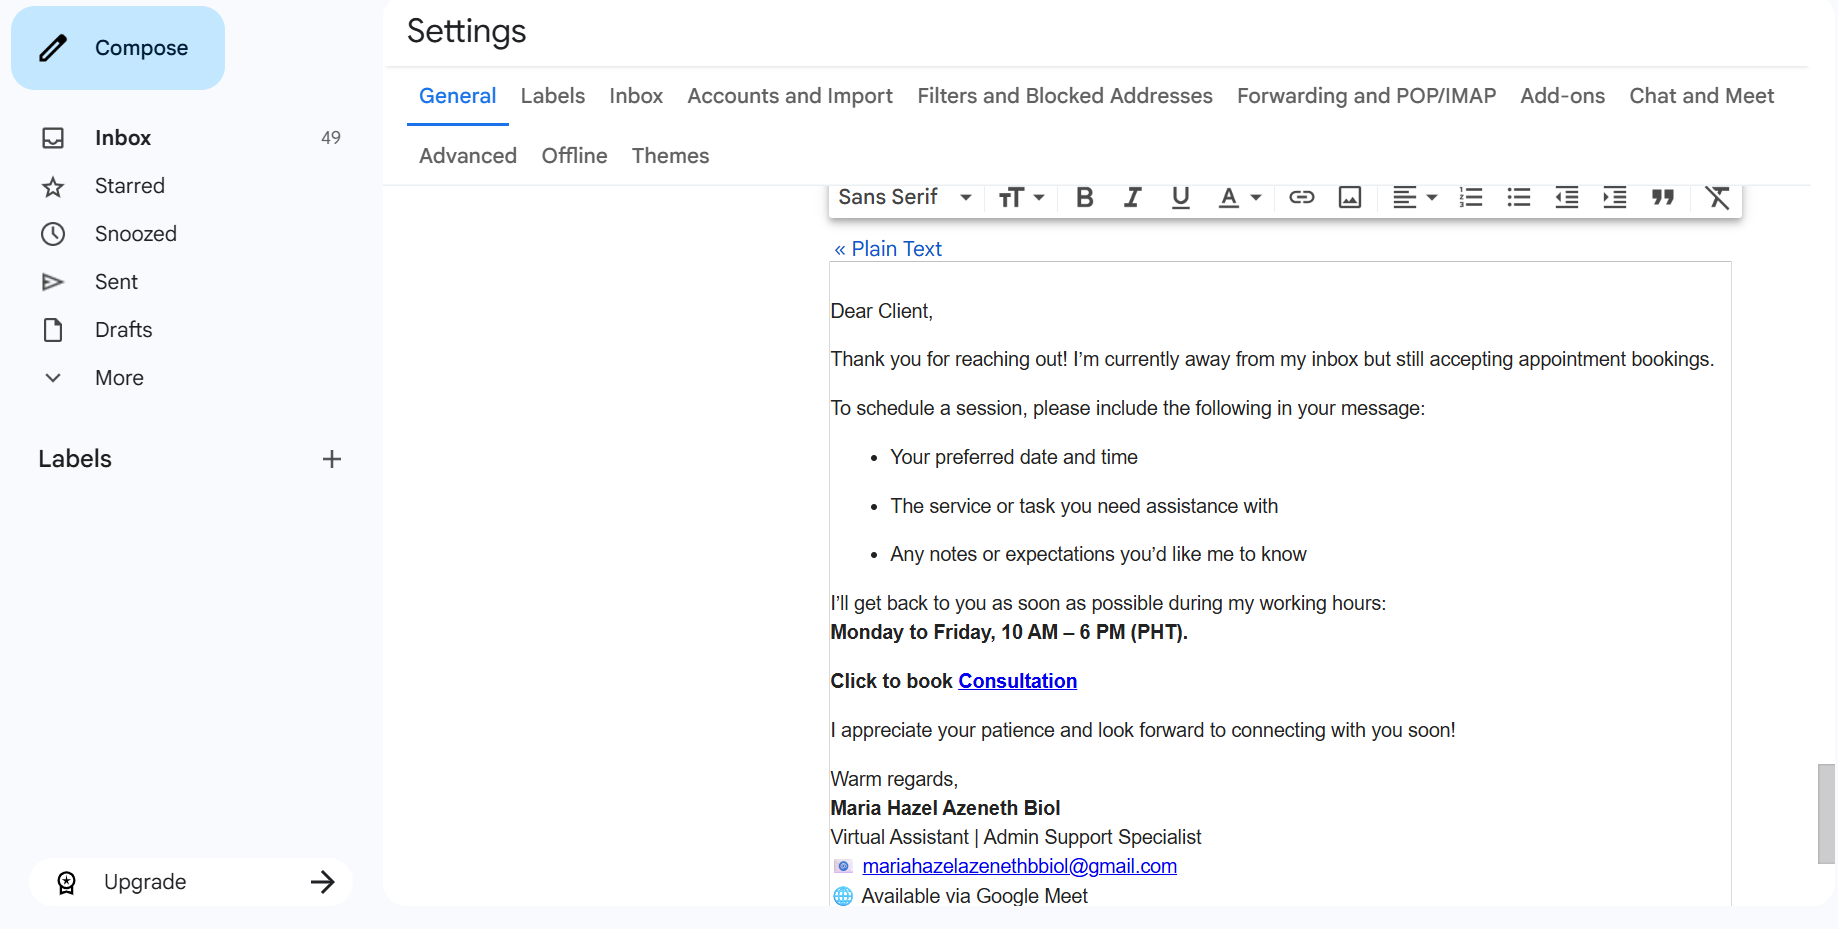 Compose
Inbox 49
Starred
Snoozed
Sent
Drafts
More
Labels
Upgrade
Settings
General Labels Inbox Accounts and Import Filters and Blocked Addresses Forwarding and POP/IMAP Add-ons Chat and Meet
Advanced Offline Themes
Sans Serif
« Plain Text
Dear Client,
Thank you for reaching out! I’m currently away from my inbox but still accepting appointment bookings.
To schedule a session, please include the following in your message:
• Your preferred date and time
• The service or task you need assistance with
• Any notes or expectations you’d like me to know
I’ll get back to you as soon as possible during my working hours:
Monday to Friday, 10 AM – 6 PM (PHT).
Click to book Consultation
I appreciate your patience and look forward to connecting with you soon!
Warm regards,
Maria Hazel Azeneth Biol
Virtual Assistant | Admin Support Specialist
mariahazelazenethbbiol@gmail.com
Available via Google Meet